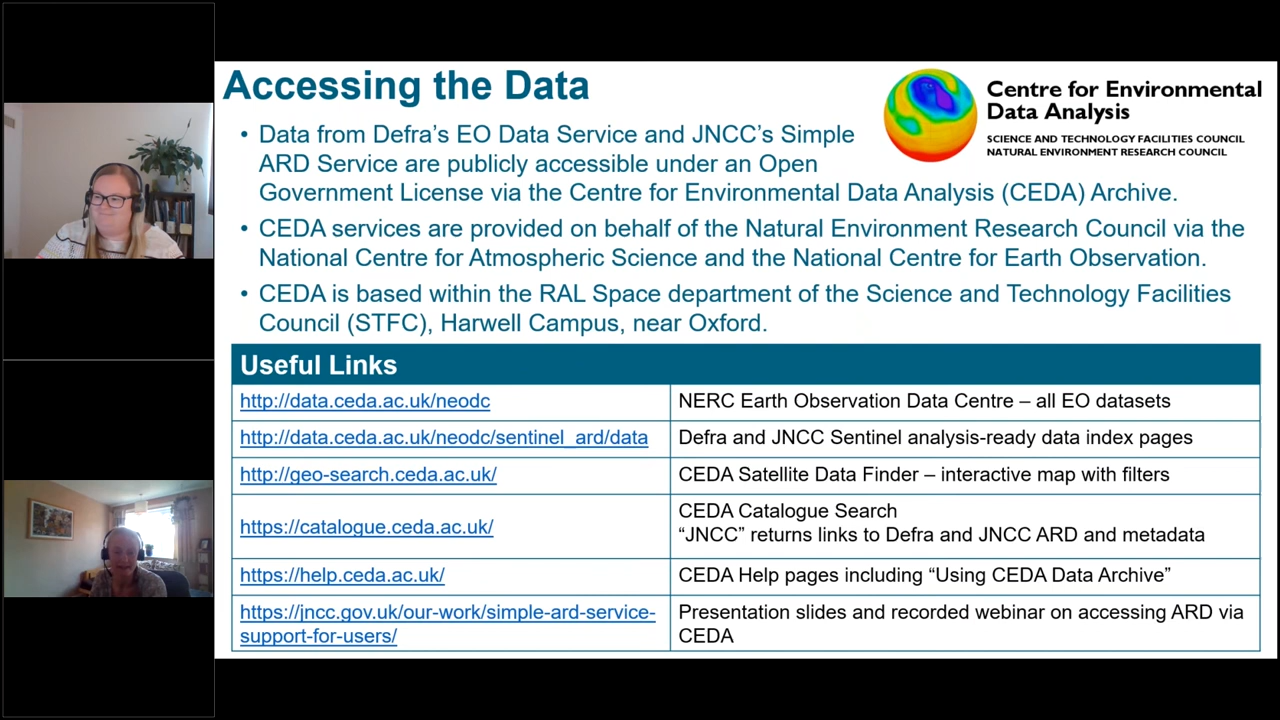 Accessing the Data
Centre for Environmental
Data Analysis
SCIENCE AND TECHNOLOGY FACILITIES COUNCIL
NATURAL ENVIRONMENT RESEARCH COUNCIL
• Data from Defra’s EO Data Service and JNCC’s Simple
ARD Service are publicly accessible under an Open
Government License via the Centre for Environmental Data Analysis (CEDA) Archive.
• CEDA services are provided on behalf of the Natural Environment Research Council via the
National Centre for Atmospheric Science and the National Centre for Earth Observation.
• CEDA is based within the RAL Space department of the Science and Technology Facilities
Council (STFC), Harwell Campus, near Oxford.
Useful Links
http://data.ceda.ac.uk/neodc
NERC Earth Observation Data Centre – all EO datasets
http://data.ceda.ac.uk/neodc/sentinel_ard/data
Defra and JNCC Sentinel analysis-ready data index pages
http://geo-search.ceda.ac.uk/
CEDA Satellite Data Finder – interactive map with filters
https://catalogue.ceda.ac.uk/
CEDA Catalogue Search
“JNCC” returns links to Defra and JNCC ARD and metadata
https://help.ceda.ac.uk/
CEDA Help pages including “Using CEDA Data Archive”
https://jncc.gov.uk/our-work/simple-ard-service-
support-for-users/
Presentation slides and recorded webinar on accessing ARD via
CEDA